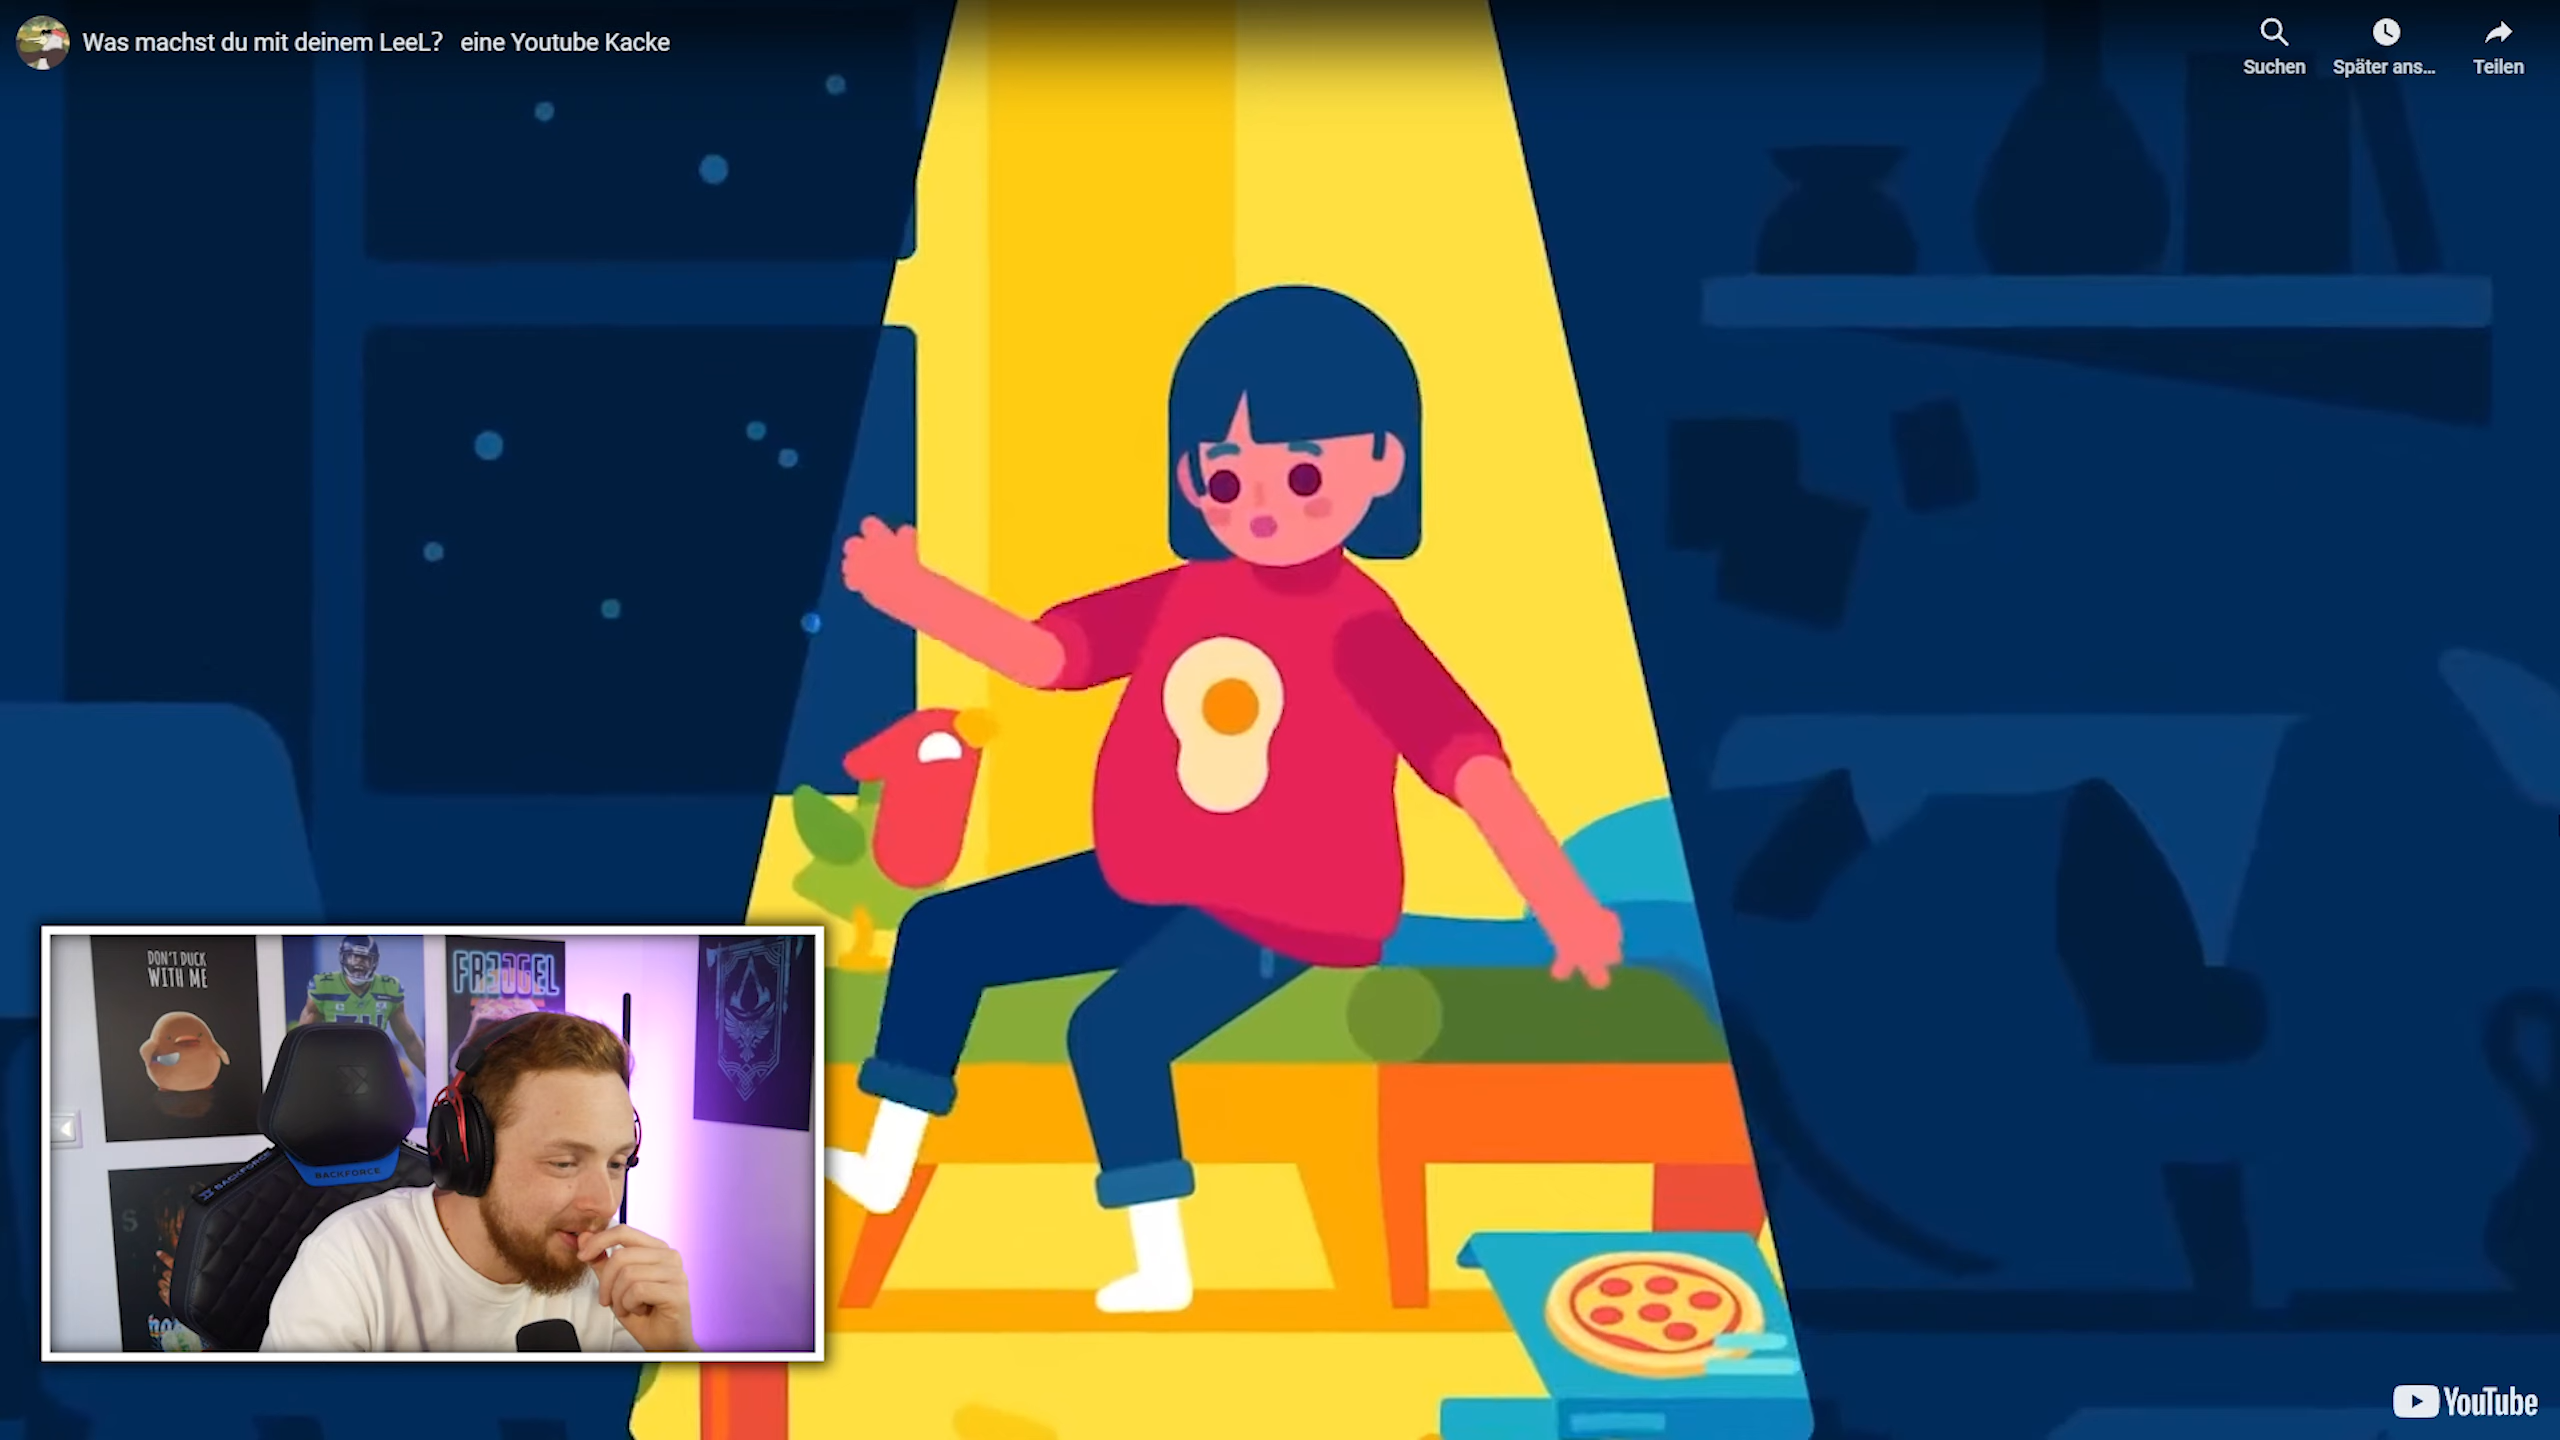 Was machst du mit deinem LeeL? eine Youtube Kacke
Suchen
Später ans...
Teilen
DON'T DUCK
WITH ME
BACKFORCE
BACKFORCE
YouTube